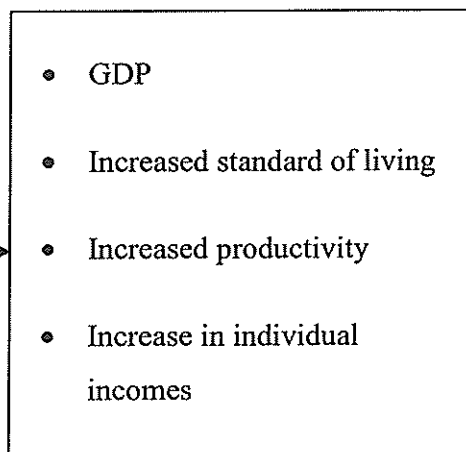 • GDP
• Increased standard of living
• Increased productivity
• Increase in individual
incomes